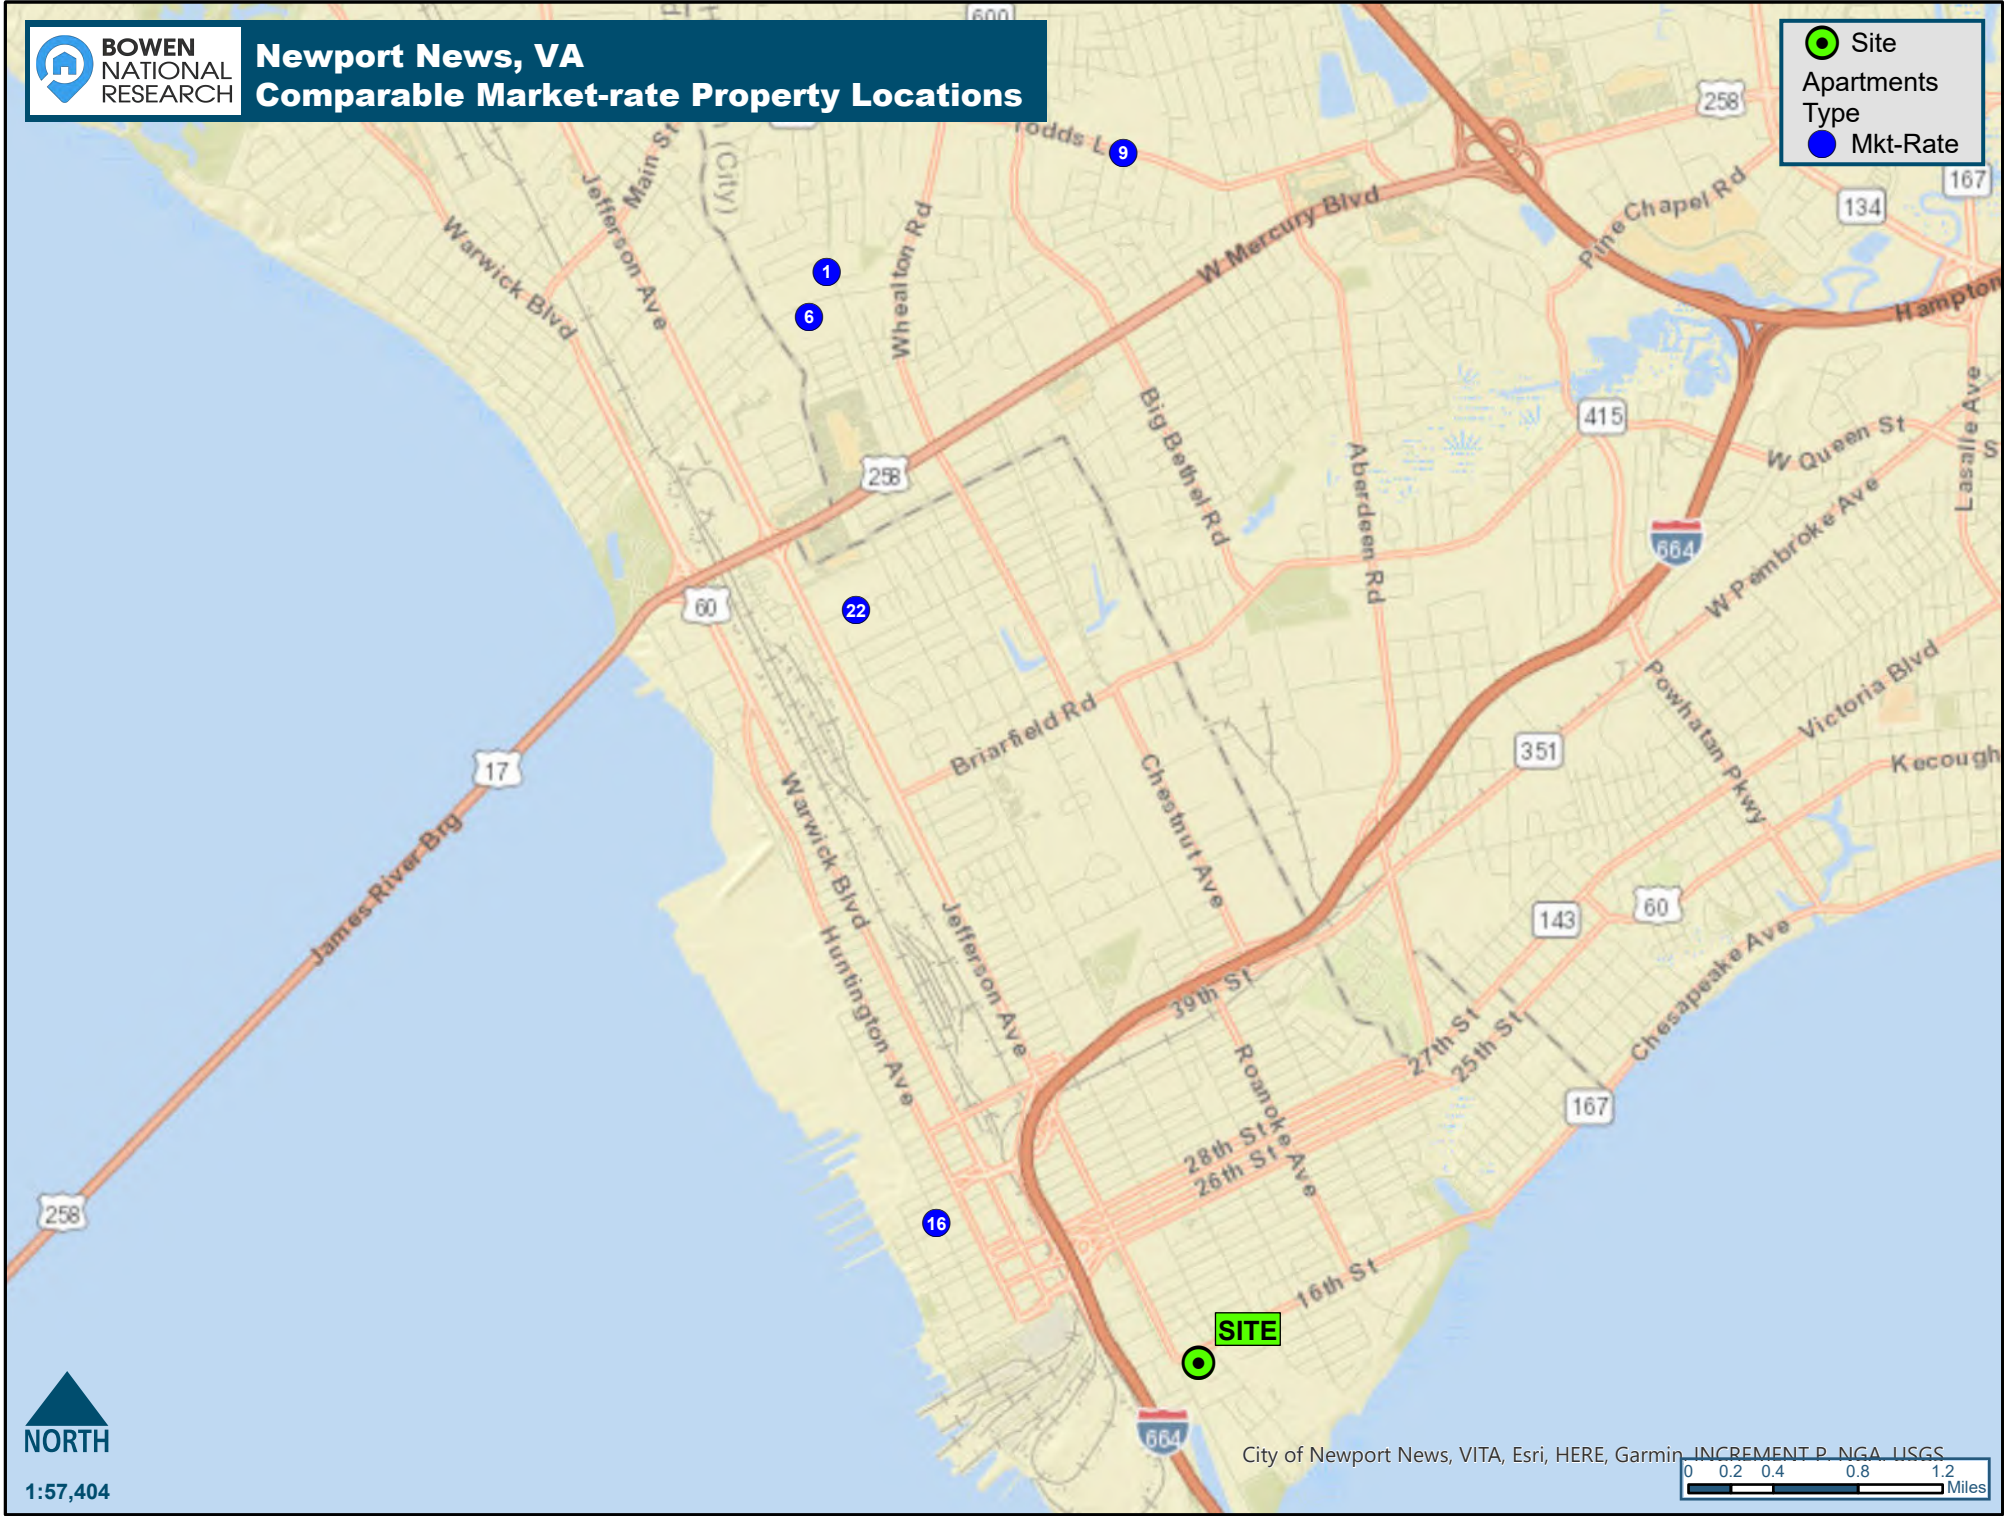 BOWEN
NATIONAL
RESEARCH
Newport News, VA
Comparable Market-rate Property Locations
Site
Apartments
Type
Mkt-Rate
600
258
167
134
Todds L
9
Main St
(City)
Jefferson Ave
Warwick Blvd
Whealton Rd
W Mercury Blvd
Pine Chapel Rd
1
6
Hampton
415
W Queen St
Lasalle Ave
S
258
Big Bethel Rd
Aberdeen Rd
664
W Pembroke Ave
60
22
Powhatan Pkwy
Victoria Blvd
Briarfield Rd
351
Kecough
17
James River Brg
Warwick Blvd
Chestnut Ave
143
60
Chesapeake Ave
Huntington Ave
Jefferson Ave
39th St
27th St
25th St
Roanoke Ave
167
28th St
26th St
258
16
16th St
SITE
664
NORTH
1:57,404
City of Newport News, VITA, Esri, HERE, Garmin, INCREMENT P, NGA, USGS
0 0.2 0.4 0.8 1.2
Miles